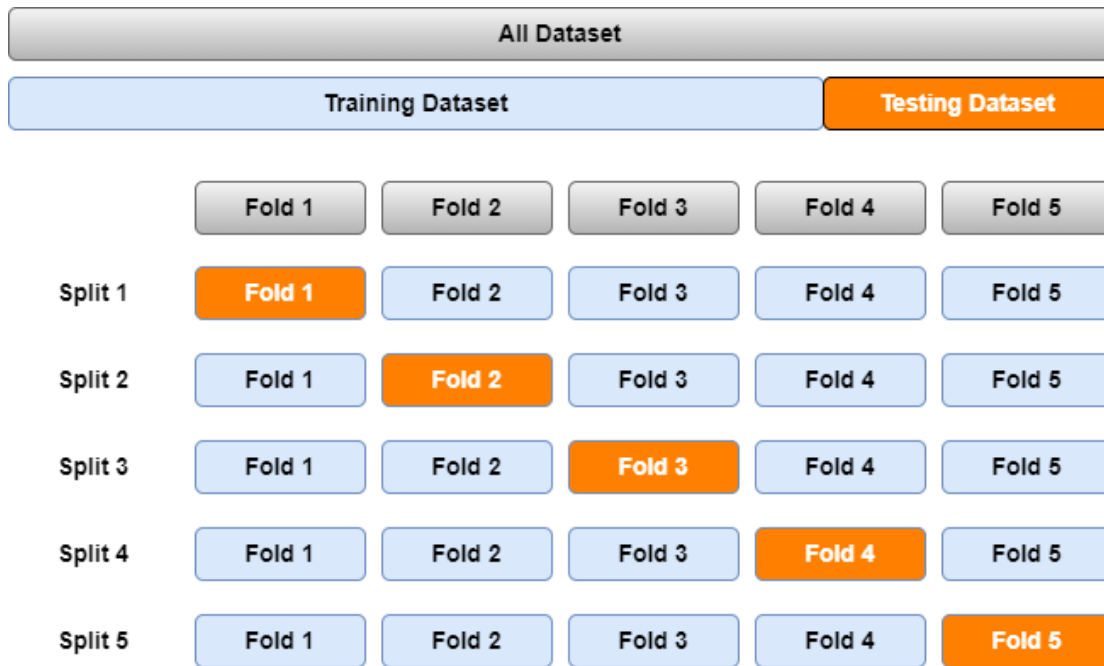 All Dataset
Training Dataset Testing Dataset
Fold 1 Fold 2 Fold 3 Fold 4 Fold 5
Split 1 Fold 1 Fold 2 Fold 3 Fold 4 Fold 5
Split 2 Fold 1 Fold 2 Fold 3 Fold 4 Fold 5
Split 3 Fold 1 Fold 2 Fold 3 Fold 4 Fold 5
Split 4 Fold 1 Fold 2 Fold 3 Fold 4 Fold 5
Split 5 Fold 1 Fold 2 Fold 3 Fold 4 Fold 5